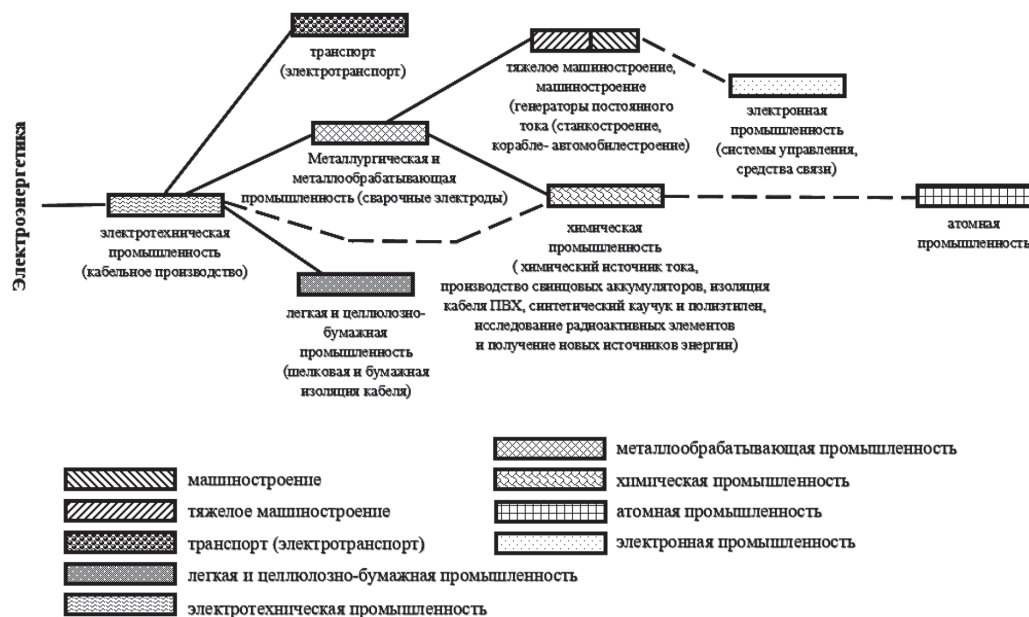 Электроэнергетика
транспорт
(электротранспорт)
тяжелое машиностроение,
машиностроение
(генераторы постоянного
тока (станкостроение,
корабле- автомобилестроение)
электронная
промышленность
(системы управления,
средства связи)
Металлургическая и
металлообрабатывающая
промышленность (сварочные электроды)
электротехническая
промышленность
(кабельное производство)
химическая
промышленность
( химический источник тока,
производство свинцовых аккумуляторов, изоляция
кабеля ПВХ, синтетический каучук и полиэтилен,
исследование радиоактивных элементов
и получение новых источников энергии)
атомная
промышленность
легкая и целлюлозно-
бумажная
промышленность
(шелковая и бумажная
изоляция кабеля)
машиностроение
тяжелое машиностроение
транспорт (электротранспорт)
легкая и целлюлозно-бумажная промышленность
электротехническая промышленность
металлообрабатывающая промышленность
химическая промышленность
атомная промышленность
электронная промышленность